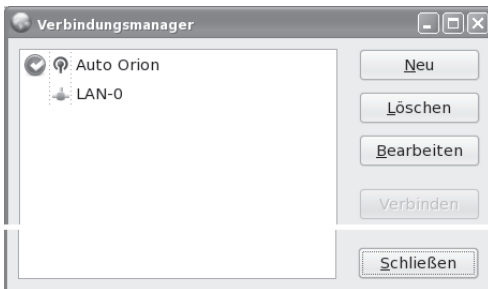 Verbindungsmanager
Auto Orion
LAN-0
Neu
Löschen
Bearbeiten
Verbinden
Schließen